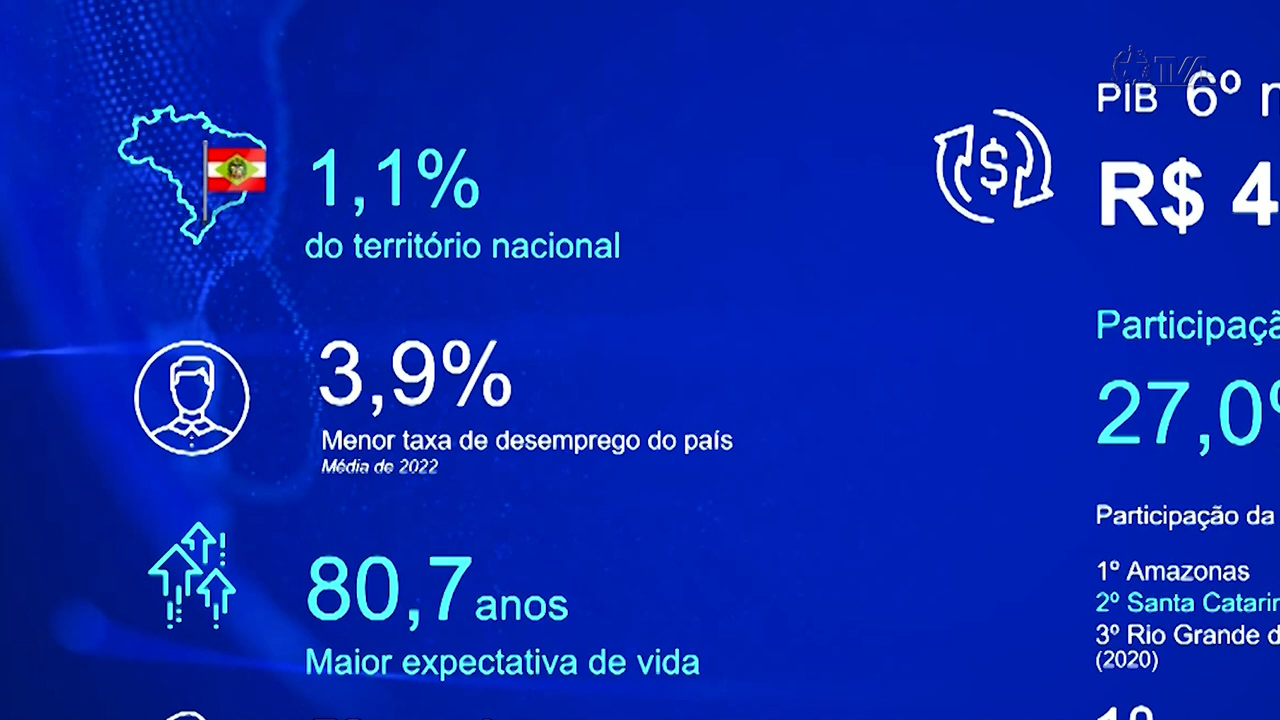 1,1%
do território nacional
3,9%
Menor taxa de desemprego do país
Média de 2022
80,7 anos
Maior expectativa de vida
TVA
PIB 6º
R$ 4
27,0
Participação da
1º Amazonas
2º Santa
3º Rio Grande
(2020)